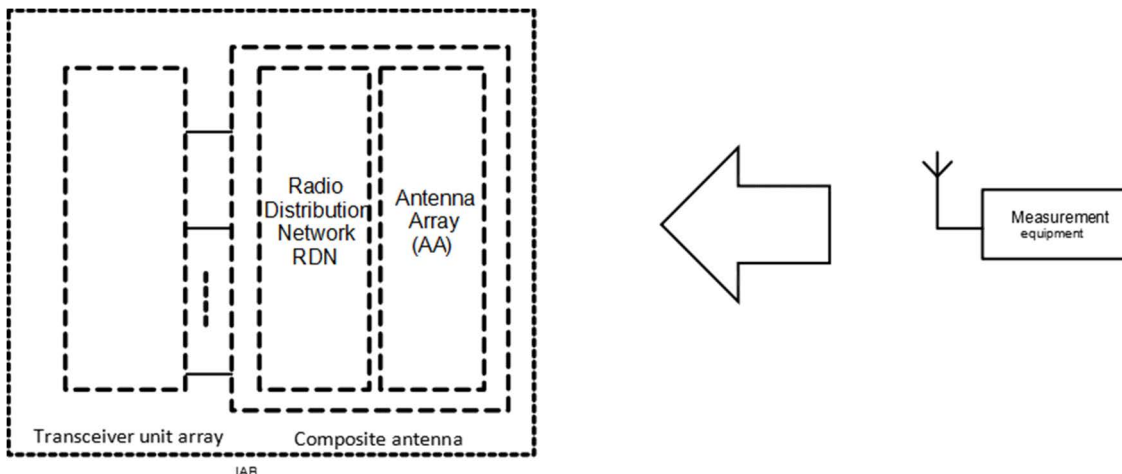 Radio
Distribution
Network
RDN
Antenna
Array
(AA)
Measurement
equipment
Transceiver unit array
Composite antenna
IAB